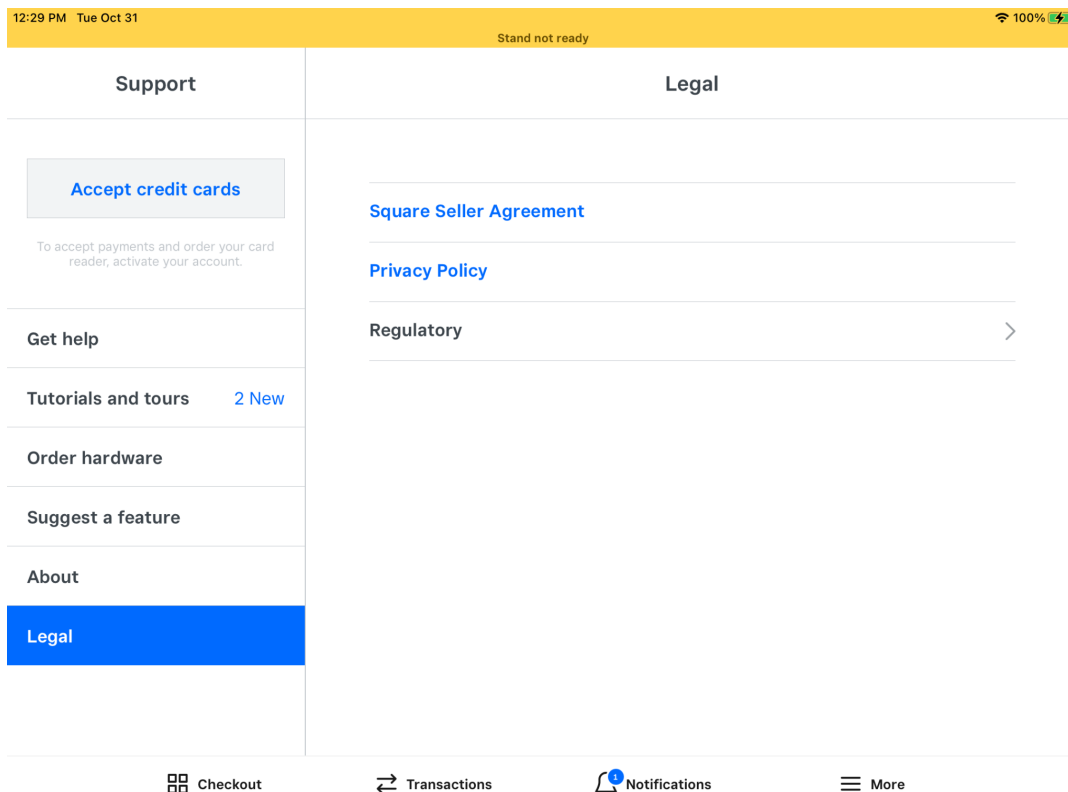 12:29 PM Tue Oct 31
100%
Stand not ready
Support
Legal
Accept credit cards
To accept payments and order your card
reader, activate your account.
Get help
Tutorials and tours 2 New
Order hardware
Suggest a feature
About
Legal
Square Seller Agreement
Privacy Policy
Regulatory
Checkout
Transactions
1
Notifications
More